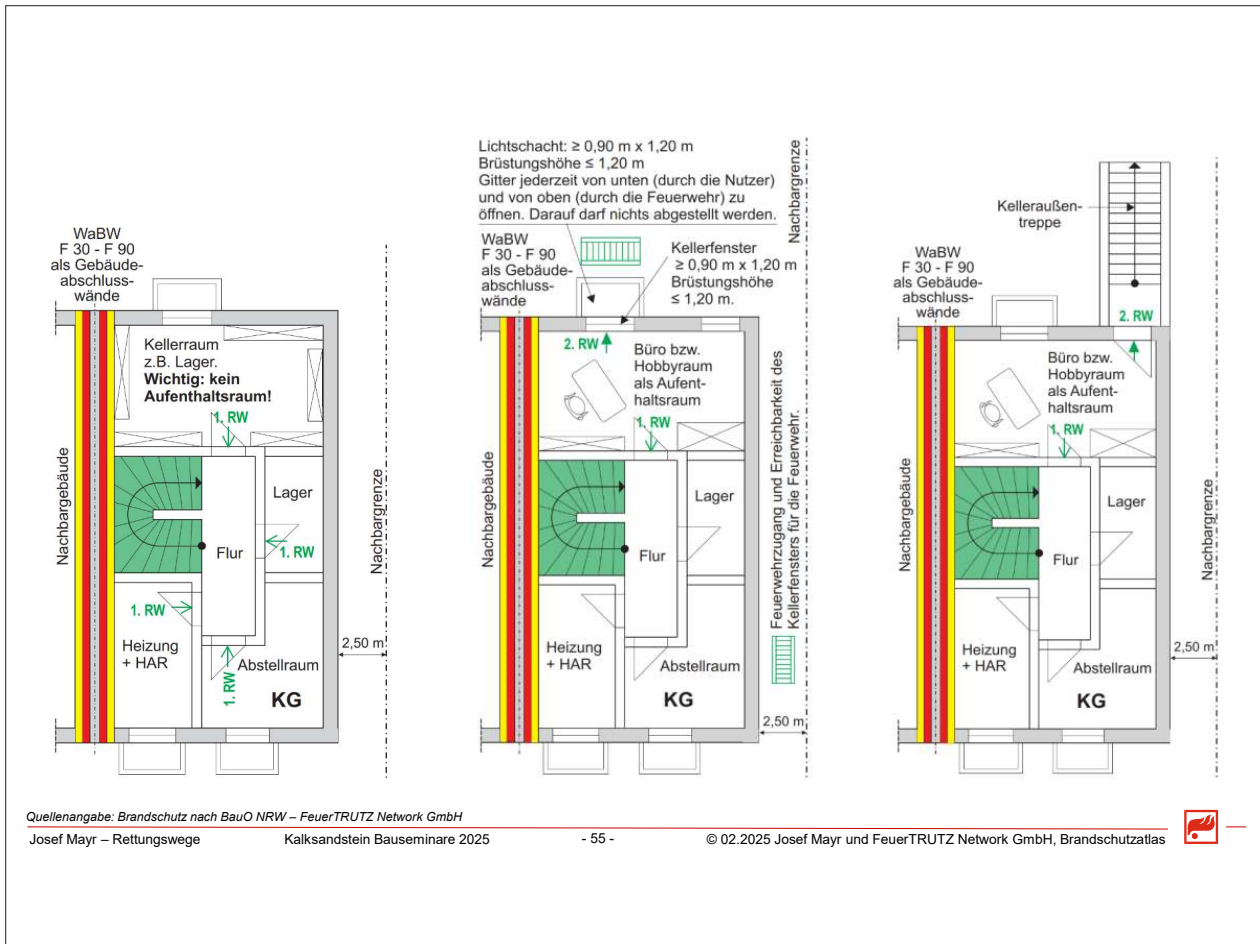 WaBW
F 30 - F 90
als Gebäude-
abschluss-
wände
Kellerraum
z.B. Lager.
Wichtig: kein
Aufenthaltsraum!
1. RW
Nachbargebäude
Lager
1. RW
Flur
1. RW
Heizung
+ HAR
1. RW
Abstellraum
KG
2,50 m
Nachbargrenze
Lichtschacht: ≥ 0,90 m x 1,20 m
Brüstungshöhe ≤ 1,20 m
Gitter jederzeit von unten (durch die Nutzer)
und von oben (durch die Feuerwehr) zu
öffnen. Darauf darf nichts abgestellt werden.
WaBW
F 30 - F 90
als Gebäude-
abschluss-
wände
Kellerfenster
≥ 0,90 m x 1,20 m
Brüstungshöhe
≤ 1,20 m.
Nachbargrenze
2. RW
Büro bzw.
Hobbyraum
als Aufent-
haltsraum
1. RW
Nachbargebäude
Lager
Flur
Heizung
+ HAR
Abstellraum
KG
2,50 m
Feuerwehrzugang und Erreichbarkeit des
Kellerfensters für die Feuerwehr.
Kelleraußen-
treppe
WaBW
F 30 - F 90
als Gebäude-
abschluss-
wände
2. RW
Büro bzw.
Hobbyraum
als Aufent-
haltsraum
1. RW
Nachbargebäude
Lager
Flur
Heizung
+ HAR
Abstellraum
KG
2,50 m
Nachbargrenze
Quellenangabe: Brandschutz nach BauO NRW – FeuerTRUTZ Network GmbH
Josef Mayr – Rettungswege Kalksandstein Bauseminare 2025 - 55 - © 02.2025 Josef Mayr und FeuerTRUTZ Network GmbH, Brandschutzatlas